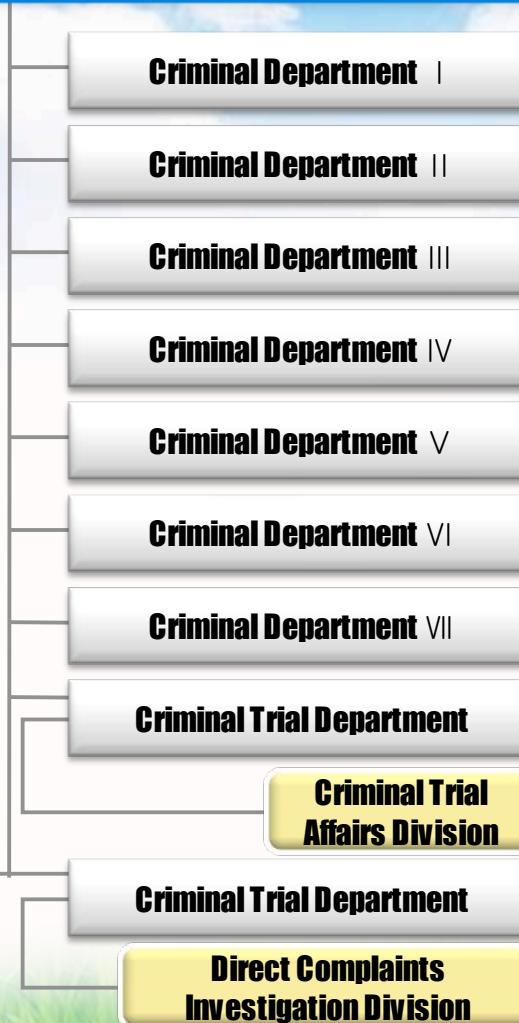 Criminal Department Ⅰ
Criminal Department Ⅱ
Criminal Department Ⅲ
Criminal Department Ⅳ
Criminal Department Ⅴ
Criminal Department Ⅵ
Criminal Department Ⅶ
Criminal Trial Department
Criminal Trial
Affairs Division
Criminal Trial Department
Direct Complaints
Investigation Division